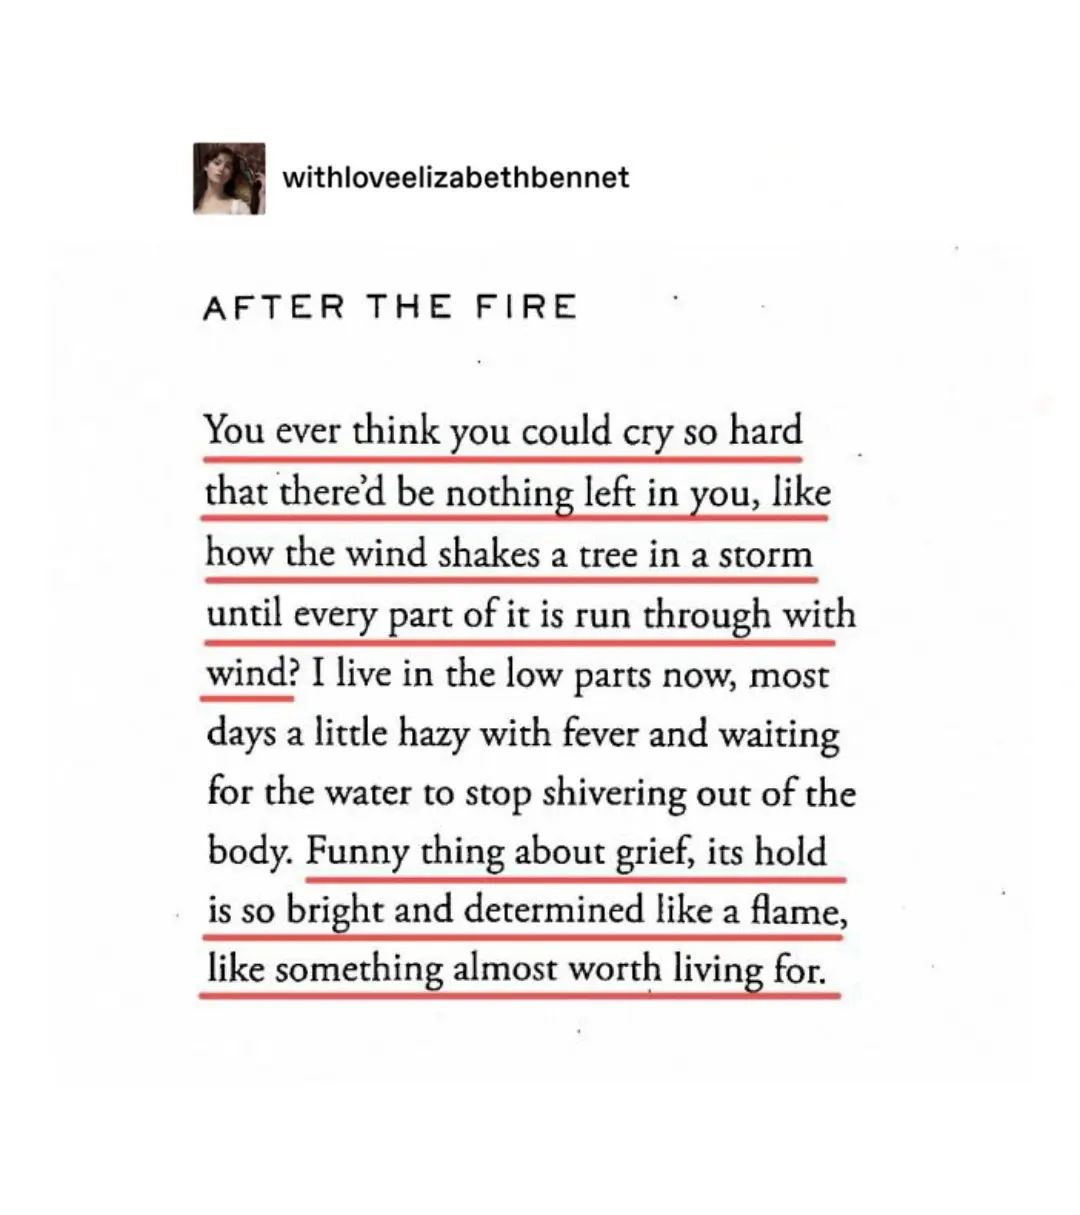 withloveelizabethbennet
AFTER THE FIRE
You ever think you could cry so hard
that there’d be nothing left in you, like
how the wind shakes a tree in a storm
until every part of it is run through with
wind? I live in the low parts now, most
days a little hazy with fever and waiting
for the water to stop shivering out of the
body. Funny thing about grief, its hold
is so bright and determined like a flame,
like something almost worth living for.